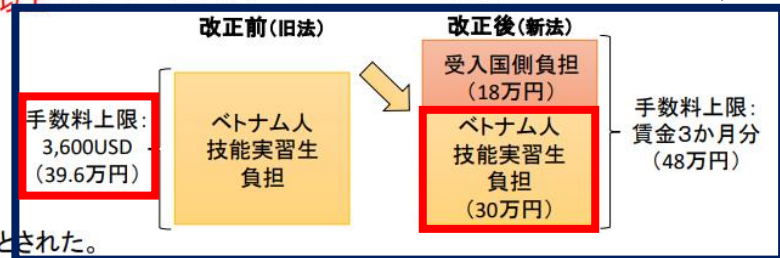 改正前(旧法)
改正後(新法)
手数料上限:
3,600USD
(39.6万円)
ベトナム人
技能実習生
負担
受入国側負担
(18万円)
ベトナム人
技能実習生
負担
(30万円)
手数料上限:
賃金3か月分
(48万円)
とされた。